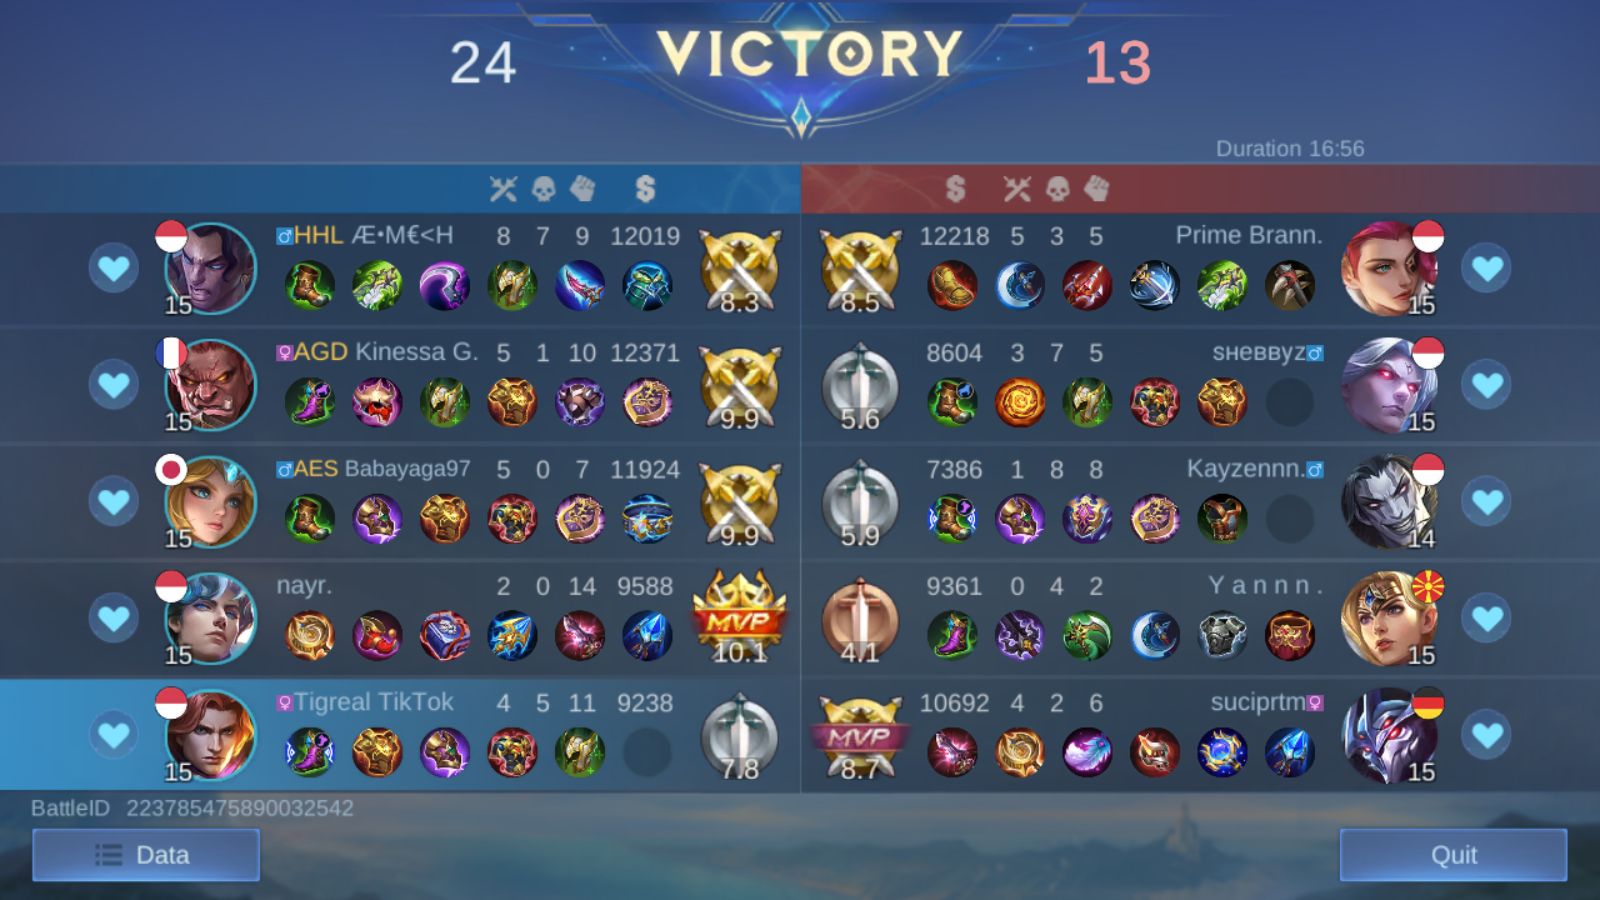 24 VICTORY 13
Duration 16:56
HHL Æ•M€<H 8 7 9 12019
15 8.3
12218 5 3 5 Prime Brann.
8.5 15
AGD Kinessa G. 5 1 10 12371
15 9.9
8604 3 7 5 sʜᴇʙʙyᴢ
5.6 15
AES Babayaga97 5 0 7 11924
15 9.9
7386 1 8 8 Kayzennn.
5.9 14
nayr. 2 0 14 9588
15 MVP 10.1
9361 0 4 2 Y a n n n .
4.1 15
Tigreal TikTok 4 5 11 9238
15 7.8
10692 4 2 6 suciprtm
MVP 8.7 15
BattleID 223785475890032542
Data
Quit